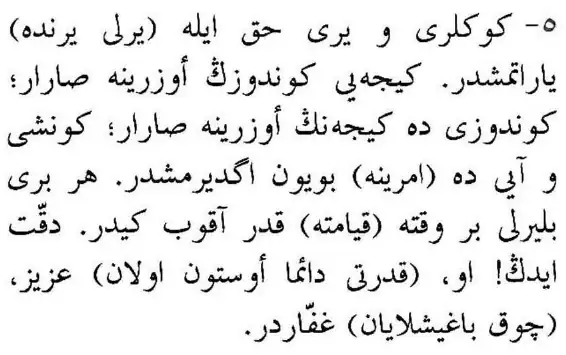 ٥- كوكلرى و يرى حق ايله (يرلى يرنده)
ياراتمشدر. كيجه‌يى كوندوزڭ أوزرينه صارار؛
كوندوزى ده كيجه‌نڭ أوزرينه صارار؛ كونشى
و آيى ده (امرينه) بويون اگديرمشدر. هر برى
بليرلى بر وقته (قيامته) قدر آقوب كيدر. دقّت
ايدڭ! او، (قدرتى دائما أوستون اولان) عزيز،
(چوق باغيشلايان) غفّاردر.